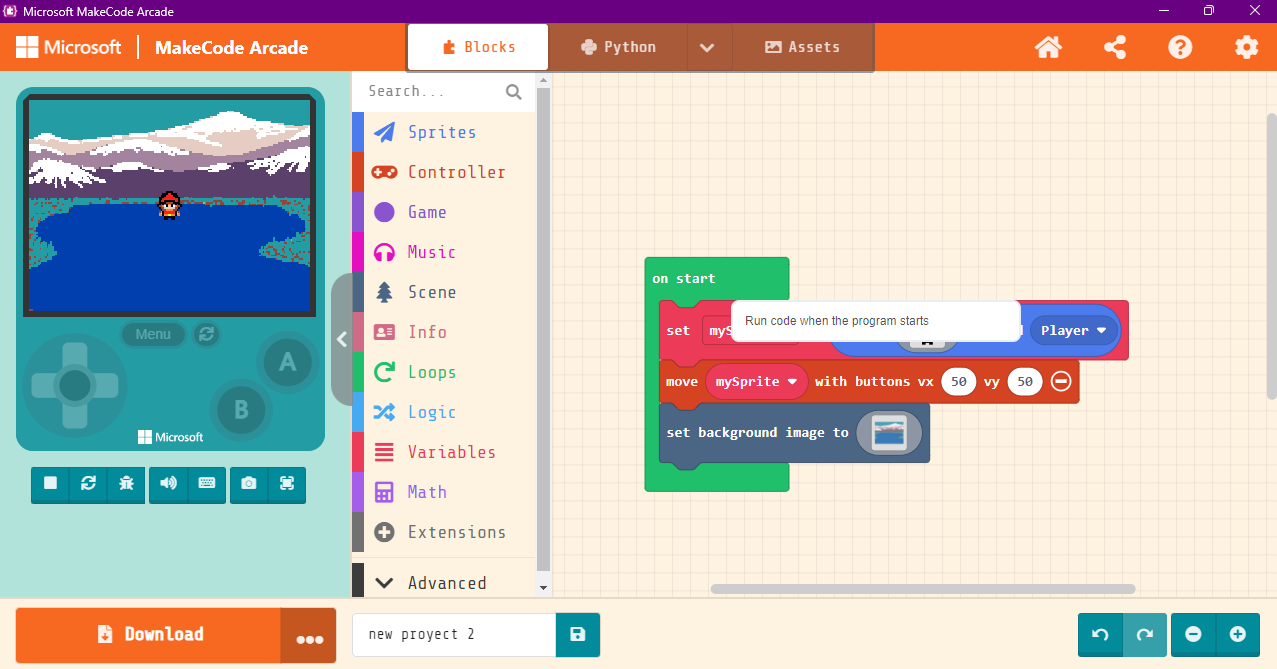 Microsoft MakeCode Arcade
Microsoft
MakeCode Arcade
Blocks
Python
Assets
Menu
A
B
Microsoft
Search...
Sprites
Controller
Game
Music
Scene
Info
Loops
Logic
Variables
Math
Extensions
Advanced
on start
set
Run code when the program starts
Player
move mySprite with buttons vx 50 vy 50
set background image to
Download
new proyect 2